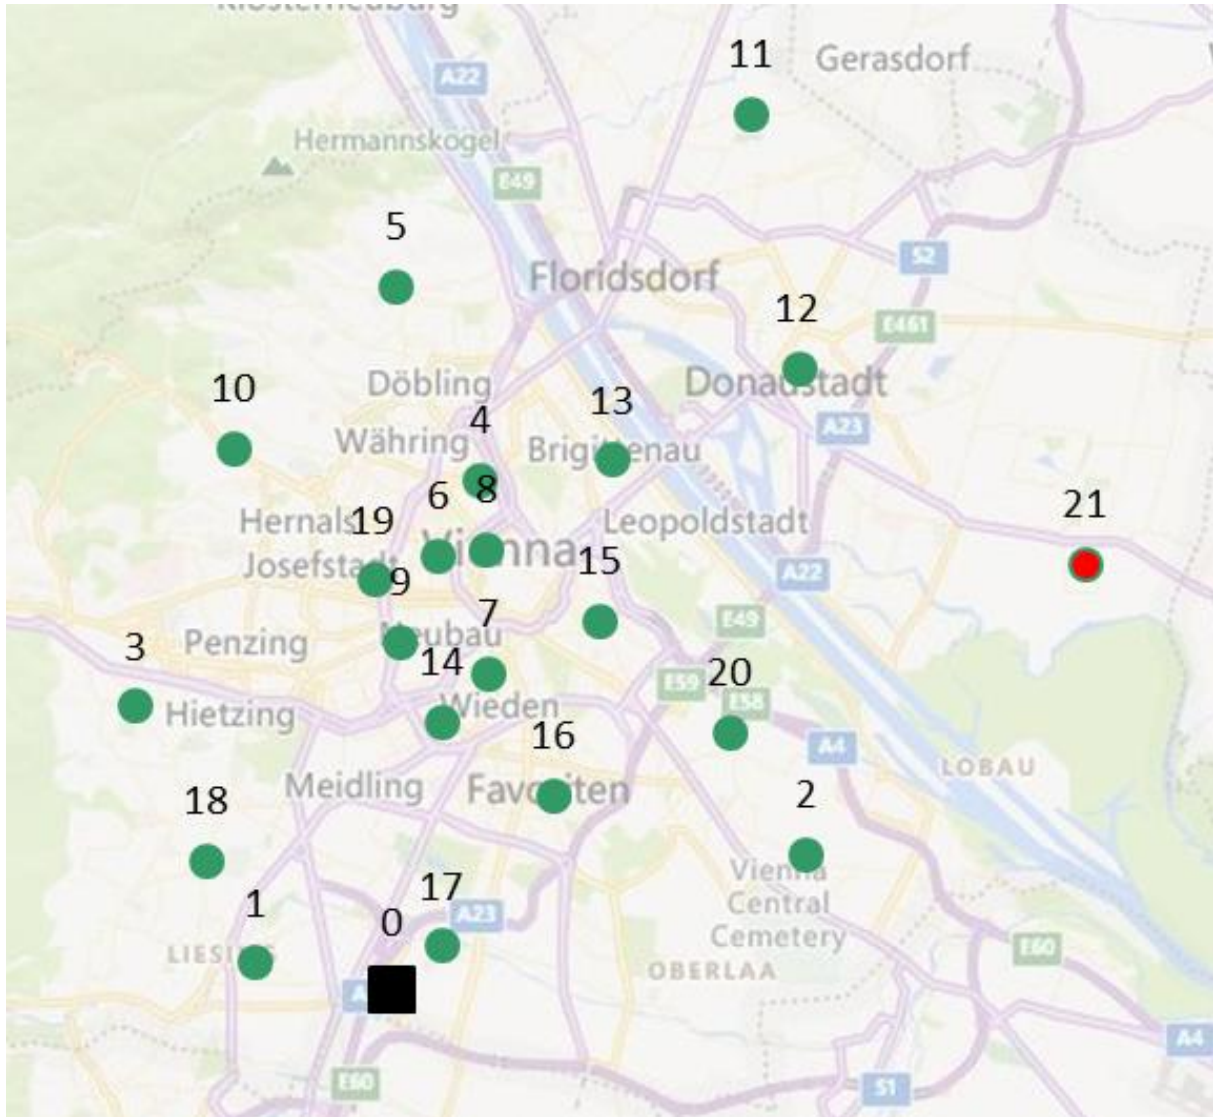 Klosterneuburg
11
Gerasdorf
A22
Hermannskogel
E49
5
S2
Floridsdorf
12
E461
10
Döbling
Donaustadt
13
4
A23
Währing
Brigittenau
6
8
21
Hernals
19
Leopoldstadt
Vienna
15
Josefstadt
9
A22
7
E49
3
Penzing
Neubau
14
20
E59
E58
Hietzing
Wieden
16
A4
LOBAU
Meidling
Favoriten
18
2
Vienna
Central
Cemetery
17
1
0
A23
LIESING
E60
OBERLAA
A4
E60
S1